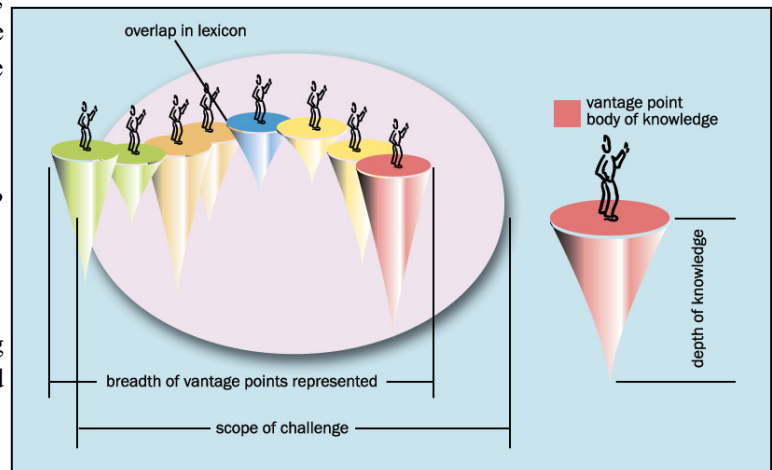 overlap in lexicon
vantage point
body of knowledge
depth of knowledge
breadth of vantage points represented
scope of challenge